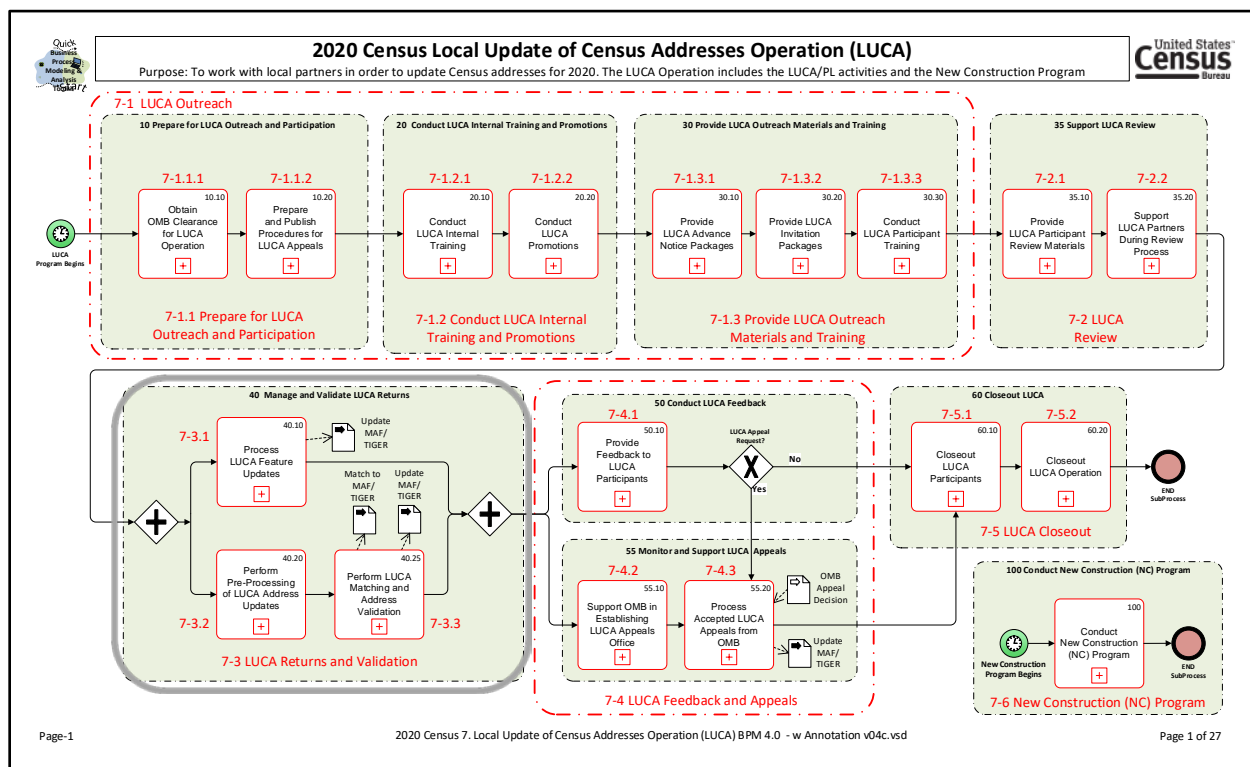 Quick
Business
Process
Modeling &
Analysis
Smart
2020 Census Local Update of Census Addresses Operation (LUCA)
Purpose: To work with local partners in order to update Census addresses for 2020. The LUCA Operation includes the LUCA/PL activities and the New Construction Program
United States
Census
Bureau
7-1 LUCA Outreach
10 Prepare for LUCA Outreach and Participation
7-1.1.1
10.10
Obtain
OMB Clearance
for LUCA
Operation
7-1.1.2
10.20
Prepare
and Publish
Procedures for
LUCA Appeals
7-1.1 Prepare for LUCA
Outreach and Participation
LUCA
Program Begins
20 Conduct LUCA Internal Training and Promotions
7-1.2.1
20.10
Conduct
LUCA Internal
Training
7-1.2.2
20.20
Conduct
LUCA
Promotions
7-1.2 Conduct LUCA Internal
Training and Promotions
30 Provide LUCA Outreach Materials and Training
7-1.3.1
30.10
Provide
LUCA Advance
Notice Packages
7-1.3.2
30.20
Provide LUCA
Invitation
Packages
7-1.3.3
30.30
Conduct
LUCA Participant
Training
7-1.3 Provide LUCA Outreach
Materials and Training
35 Support LUCA Review
7-2.1
35.10
Provide
LUCA Participant
Review Materials
7-2.2
35.20
Support
LUCA Partners
During Review
Process
7-2 LUCA
Review
40 Manage and Validate LUCA Returns
7-3.1
40.10
Process
LUCA Feature
Updates
Update
MAF/
TIGER
Match to
MAF/
TIGER
Update
MAF/
TIGER
7-3.2
40.20
Perform
Pre-Processing
of LUCA Address
Updates
40.25
Perform LUCA
Matching and
Address
Validation
7-3.3
7-3 LUCA Returns and Validation
50 Conduct LUCA Feedback
7-4.1
50.10
Provide
Feedback to
LUCA
Participants
LUCA Appeal
Request?
X
No
Yes
55 Monitor and Support LUCA Appeals
7-4.2
55.10
Support OMB in
Establishing
LUCA Appeals
Office
7-4.3
55.20
Process
Accepted LUCA
Appeals from
OMB
OMB
Appeal
Decision
Update
MAF/
TIGER
7-4 LUCA Feedback and Appeals
60 Closeout LUCA
7-5.1
60.10
Closeout
LUCA
Participants
7-5.2
60.20
Closeout
LUCA Operation
7-5 LUCA Closeout
END
SubProcess
100 Conduct New Construction (NC) Program
100
Conduct
New Construction
(NC) Program
New Construction
Program Begins
END
SubProcess
7-6 New Construction (NC) Program
Page-1
2020 Census 7. Local Update of Census Addresses Operation (LUCA) BPM 4.0 - w Annotation v04c.vsd
Page 1 of 27